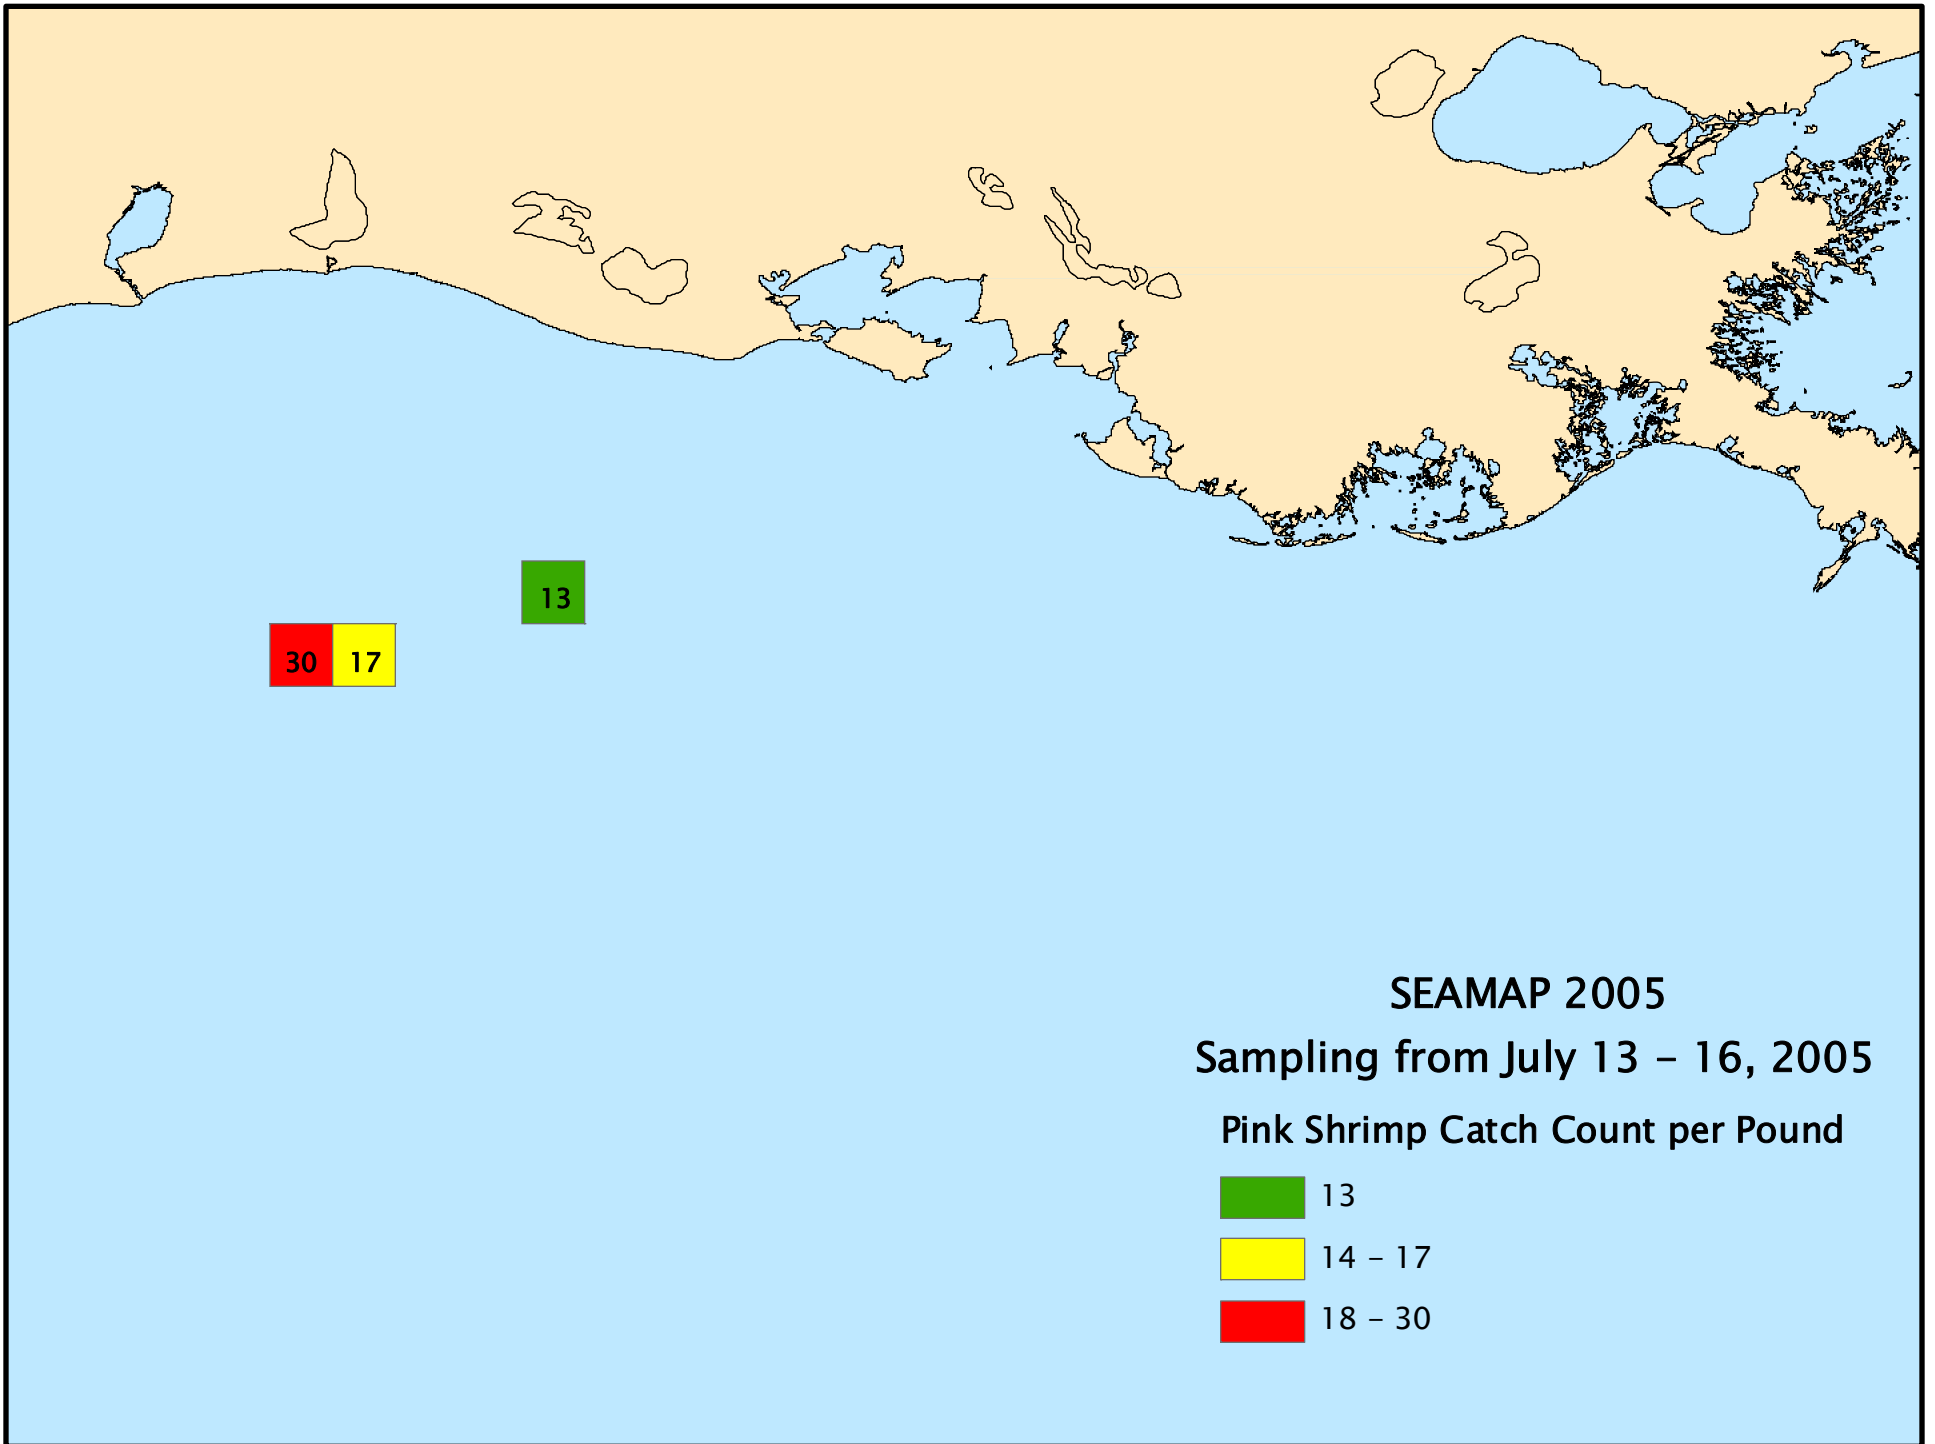 13
30 17
SEAMAP 2005
Sampling from July 13 - 16, 2005
Pink Shrimp Catch Count per Pound
13
14 - 17
18 - 30